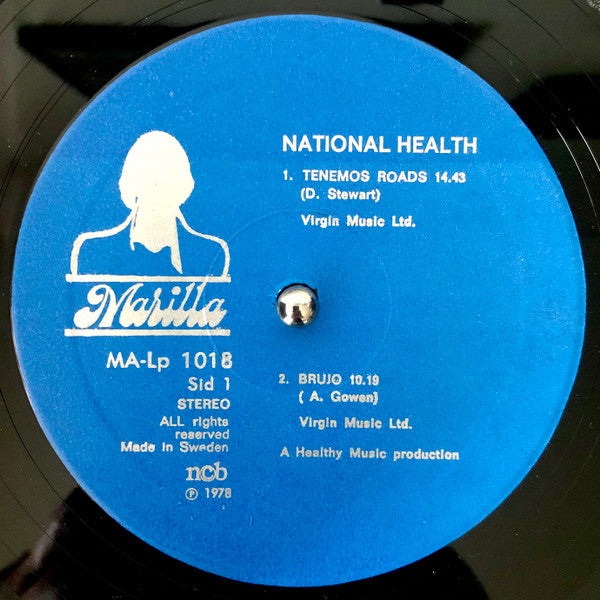 NATIONAL HEALTH
1. TENEMOS ROADS 14.43
(D. Stewart)
Virgin Music Ltd.
Marilla
MA-Lp 1018
Sid 1
STEREO
ALL rights
reserved
Made in Sweden
ncb
℗ 1978
2. BRUJO 10.19
( A. Gowen)
Virgin Music Ltd.
A Healthy Music production